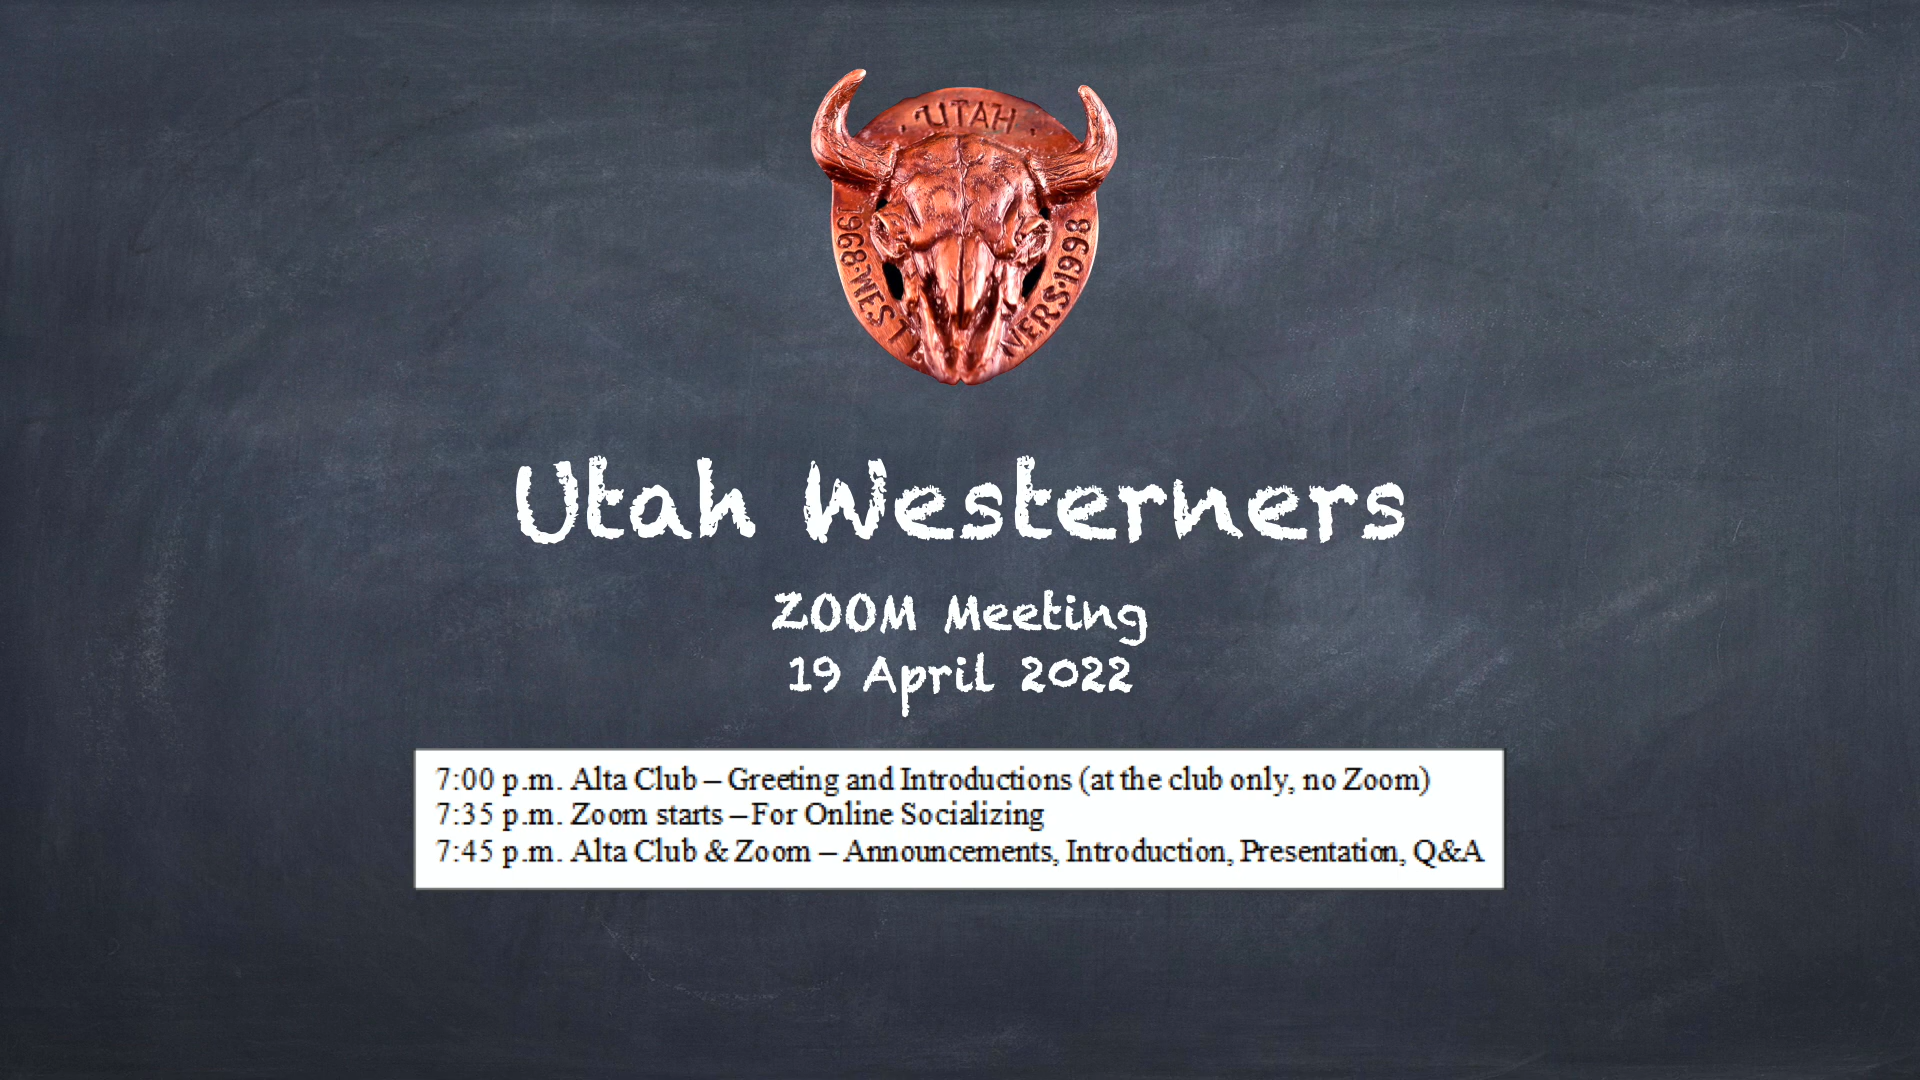 UTAH
1968·WEST
NERS·1998
Utah Westerners
ZOOM Meeting
19 April 2022
7:00 p.m. Alta Club – Greeting and Introductions (at the club only, no Zoom)
7:35 p.m. Zoom starts – For Online Socializing
7:45 p.m. Alta Club & Zoom – Announcements, Introduction, Presentation, Q&A